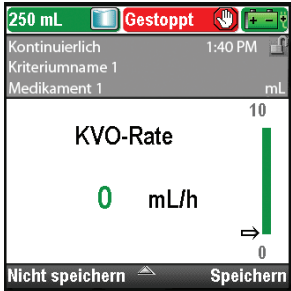 250 mL Gestoppt
Kontinuierlich 1:40 PM
Kriteriumname 1
Medikament 1 mL
10
KVO-Rate
0 mL/h
0
Nicht speichern Speichern